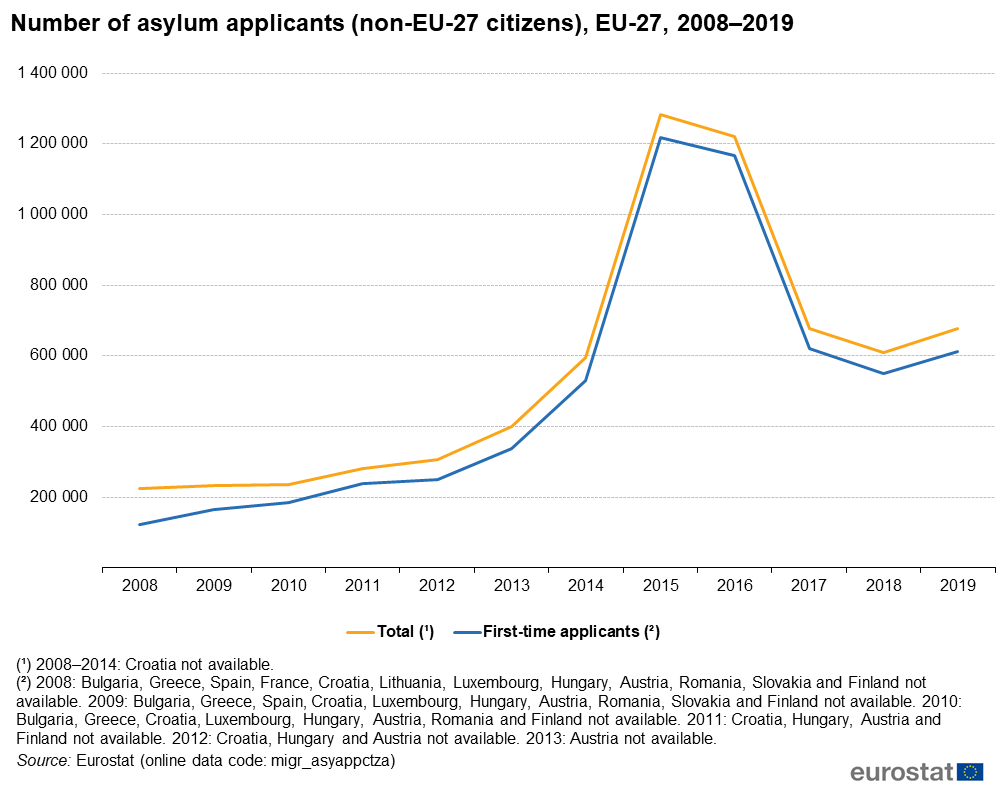 Number of asylum applicants (non-EU-27 citizens), EU-27, 2008–2019
1 400 000
1 200 000
1 000 000
800 000
600 000
400 000
200 000
2008 2009 2010 2011 2012 2013 2014 2015 2016 2017 2018 2019
Total (¹) First-time applicants (²)
(¹) 2008–2014: Croatia not available.
(²) 2008: Bulgaria, Greece, Spain, France, Croatia, Lithuania, Luxembourg, Hungary, Austria, Romania, Slovakia and Finland not
available. 2009: Bulgaria, Greece, Spain, Croatia, Luxembourg, Hungary, Austria, Romania, Slovakia and Finland not available. 2010:
Bulgaria, Greece, Croatia, Luxembourg, Hungary, Austria, Romania and Finland not available. 2011: Croatia, Hungary, Austria and
Finland not available. 2012: Croatia, Hungary and Austria not available. 2013: Austria not available.
Source: Eurostat (online data code: migr_asyappctza)
eurostat